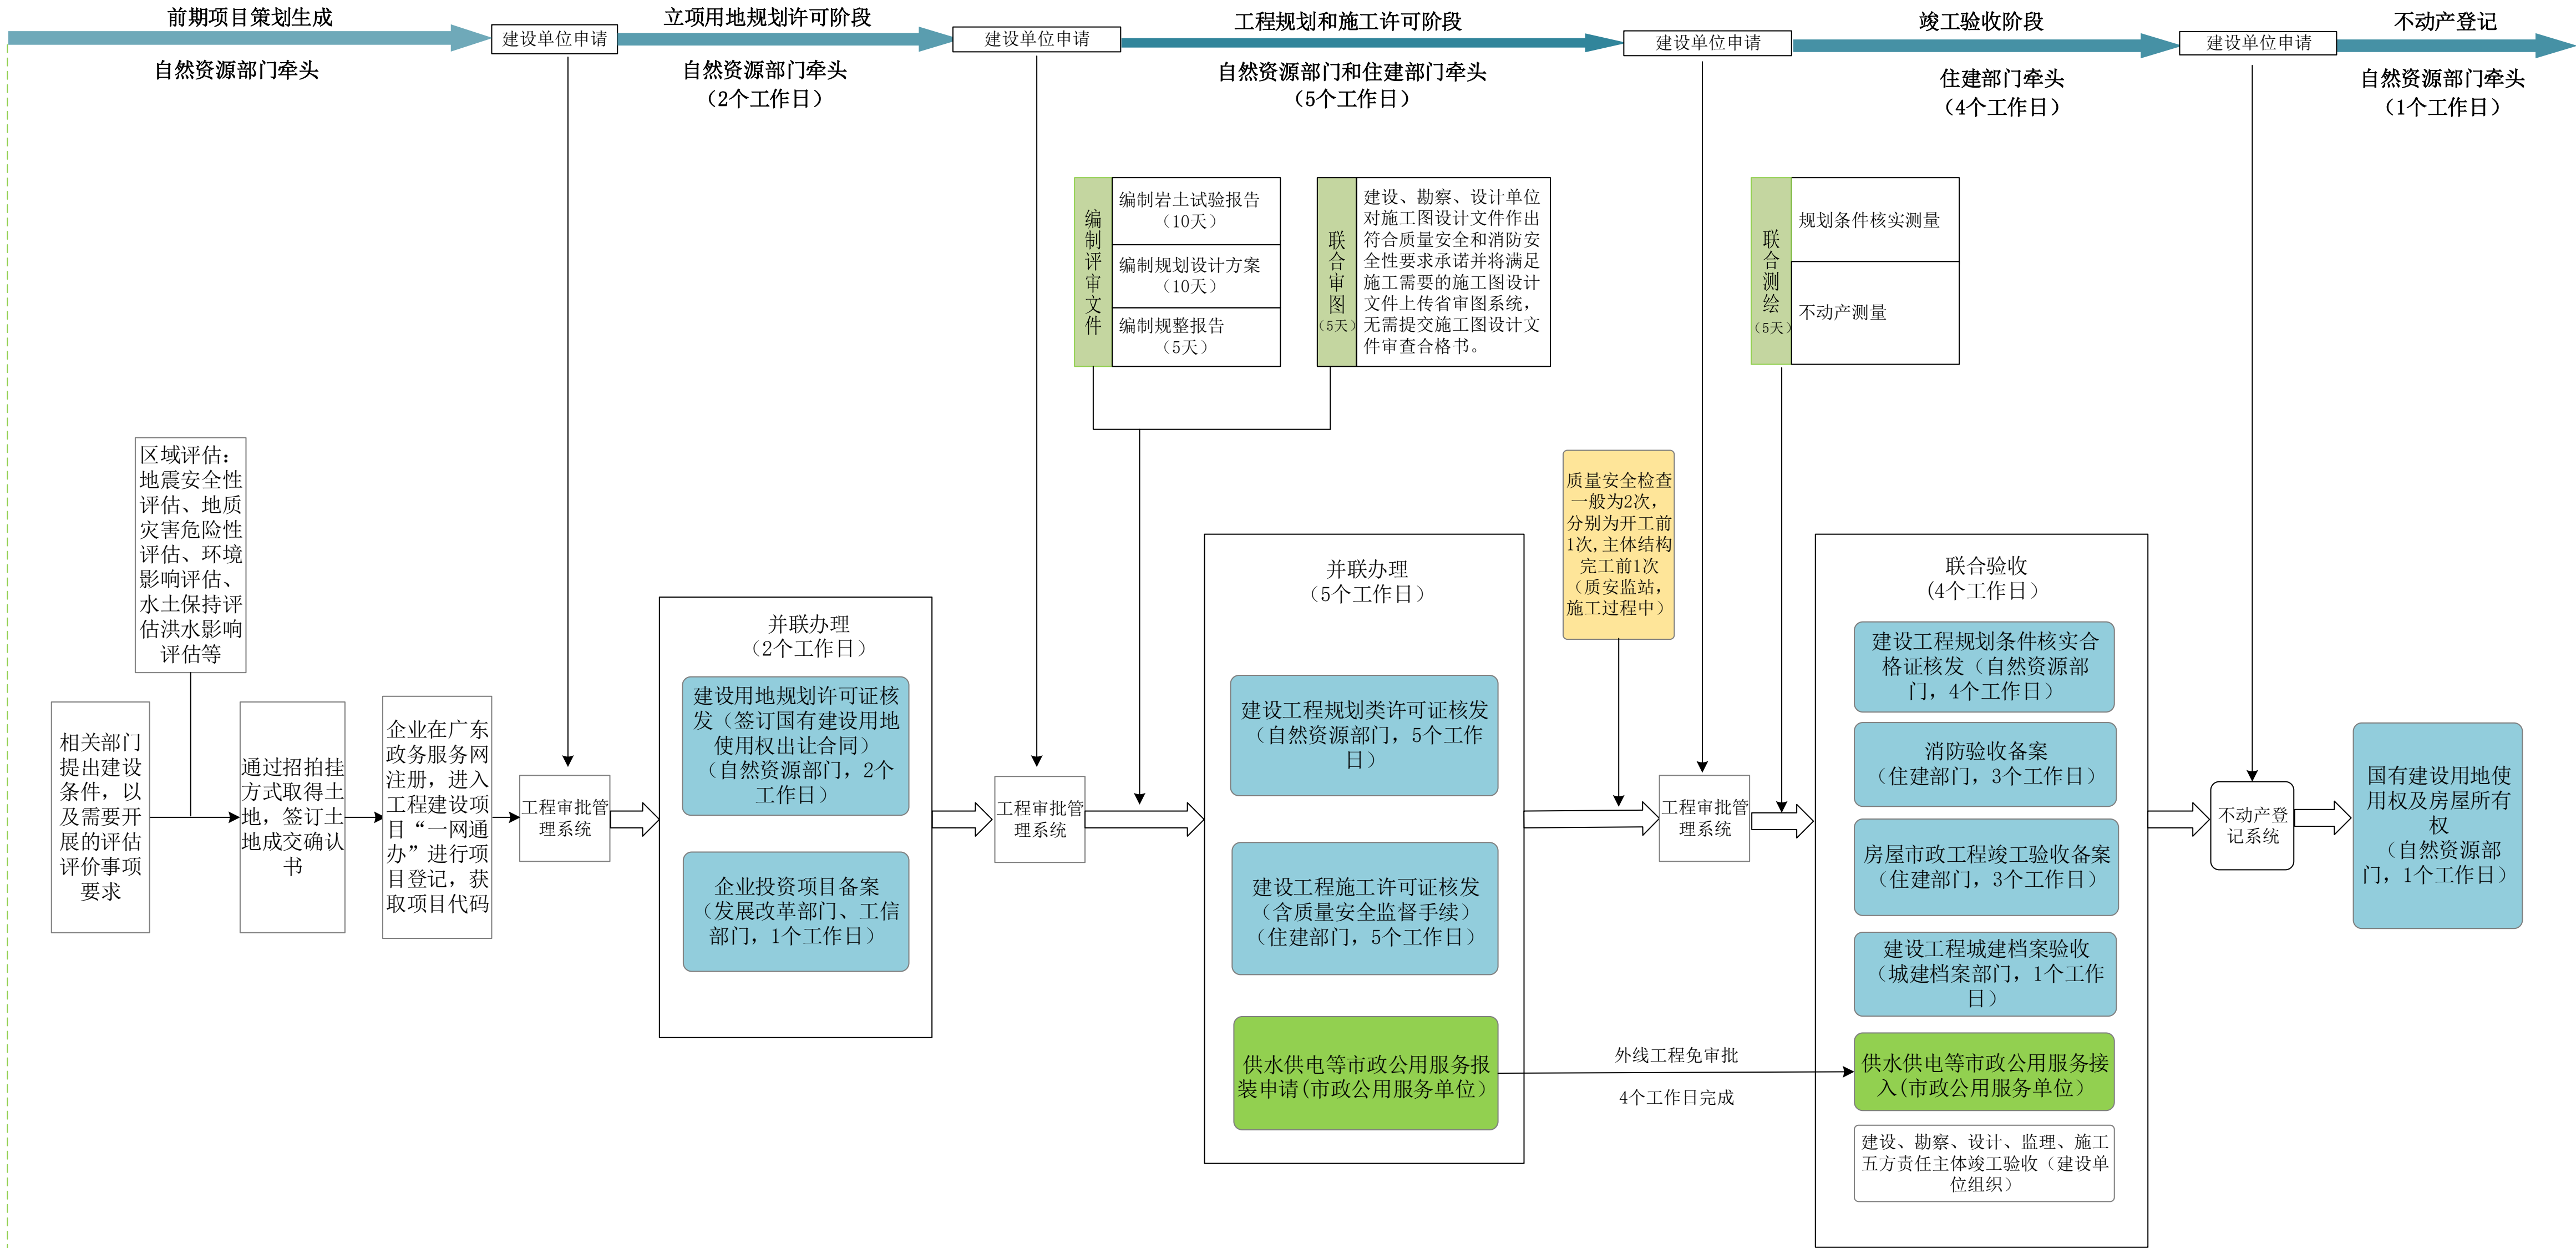 前期项目策划生成
自然资源部门牵头
建设单位申请
立项用地规划许可阶段
自然资源部门牵头
（2个工作日）
建设单位申请
工程规划和施工许可阶段
自然资源部门和住建部门牵头
（5个工作日）
建设单位申请
竣工验收阶段
住建部门牵头
（4个工作日）
建设单位申请
不动产登记
自然资源部门牵头
（1个工作日）
编制评审文件
编制岩土试验报告
（10天）
编制规划设计方案
（10天）
编制规整报告
（5天）
联合审图
（5天）
建设、勘察、设计单位
对施工图设计文件作出
符合质量安全和消防安
全性要求承诺并将满足
施工需要的施工图设计
文件上传省审图系统，
无需提交施工图设计文
件审查合格书。
联合测绘
（5天）
规划条件核实测量
不动产测量
区域评估：
地震安全性
评估、地质
灾害危险性
评估、环境
影响评估、
水土保持评
估洪水影响
评估等
相关部门
提出建设
条件，以
及需要开
展的评估
评价事项
要求
通过招拍挂
方式取得土
地，签订土
地成交确认
书
企业在广东
政务服务网
注册，进入
工程建设项
目“一网通
办”进行项
目登记，获
取项目代码
工程审批管
理系统
并联办理
（2个工作日）
建设用地规划许可证核
发（签订国有建设用地
使用权出让合同）
（自然资源部门，2个
工作日）
企业投资项目备案
（发展改革部门、工信
部门，1个工作日）
工程审批管
理系统
并联办理
（5个工作日）
建设工程规划类许可证核发
（自然资源部门，5个工作
日）
建设工程施工许可证核发
（含质量安全监督手续）
（住建部门，5个工作日）
供水供电等市政公用服务报
装申请(市政公用服务单位）
外线工程免审批
4个工作日完成
质量安全检查
一般为2次，
分别为开工前
1次,主体结构
完工前1次
（质安监站，
施工过程中）
工程审批管
理系统
联合验收
(4个工作日）
建设工程规划条件核实合
格证核发（自然资源部
门，4个工作日）
消防验收备案
（住建部门，3个工作日）
房屋市政工程竣工验收备案
（住建部门，3个工作日）
建设工程城建档案验收
（城建档案部门，1个工作
日）
供水供电等市政公用服务接
入(市政公用服务单位）
建设、勘察、设计、监理、施工
五方责任主体竣工验收（建设单
位组织）
不动产登
记系统
国有建设用地使
用权及房屋所有
权
（自然资源部
门，1个工作日）